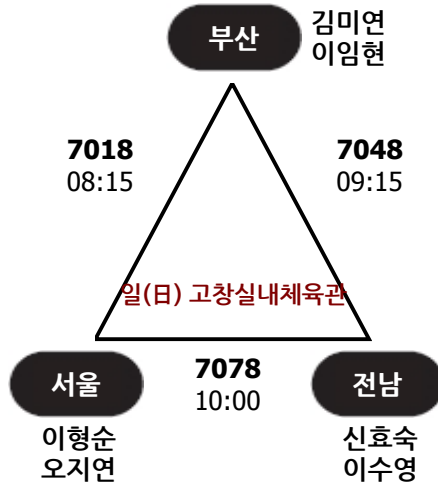 부산
김미연
이임현
7018
08:15
7048
09:15
일(日) 고창실내체육관
서울
7078
10:00
전남
이형순
오지연
신효숙
이수영